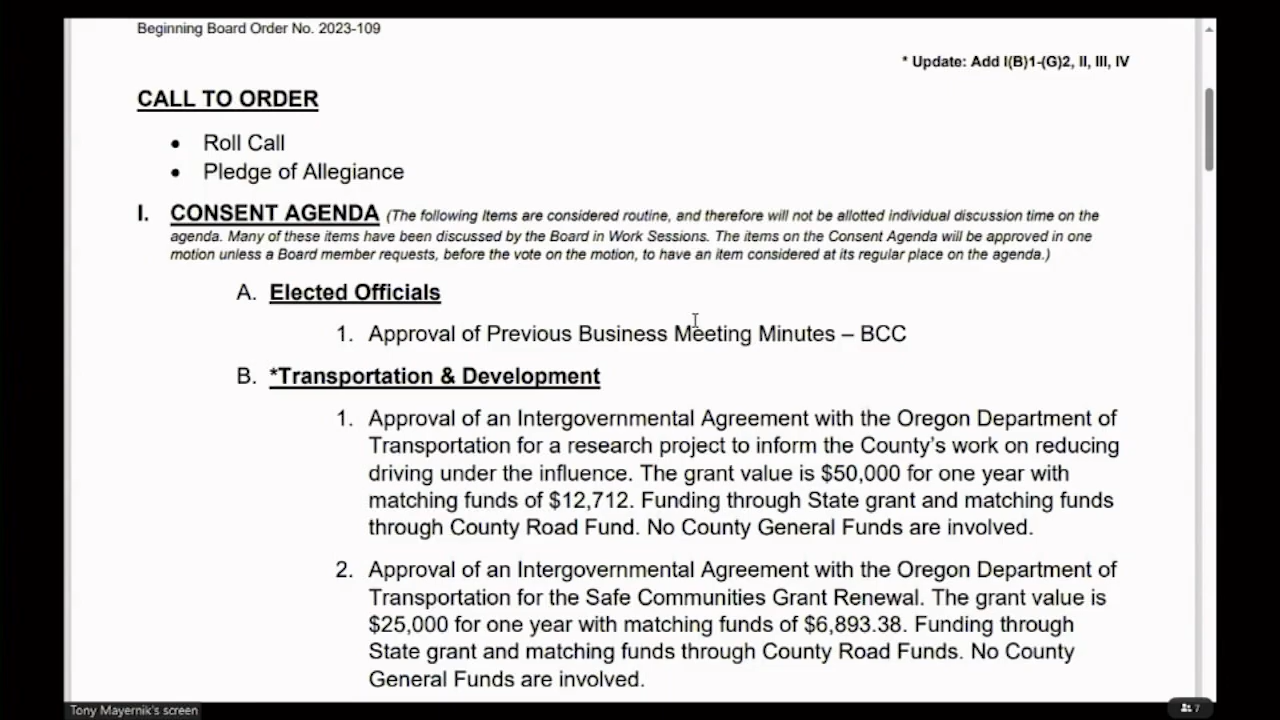 Beginning Board Order No. 2023-109
* Update: Add I(B)1-(G)2, II, III, IV
CALL TO ORDER
• Roll Call
• Pledge of Allegiance
I. CONSENT AGENDA (The following Items are considered routine, and therefore will not be allotted individual discussion time on the
agenda. Many of these items have been discussed by the Board in Work Sessions. The items on the Consent Agenda will be approved in one
motion unless a Board member requests, before the vote on the motion, to have an item considered at its regular place on the agenda.)
A. Elected Officials
1. Approval of Previous Business Meeting Minutes – BCC
B. *Transportation & Development
1. Approval of an Intergovernmental Agreement with the Oregon Department of
Transportation for a research project to inform the County's work on reducing
driving under the influence. The grant value is $50,000 for one year with
matching funds of $12,712. Funding through State grant and matching funds
through County Road Fund. No County General Funds are involved.
2. Approval of an Intergovernmental Agreement with the Oregon Department of
Transportation for the Safe Communities Grant Renewal. The grant value is
$25,000 for one year with matching funds of $6,893.38. Funding through
State grant and matching funds through County Road Funds. No County
General Funds are involved.
Tony Mayernik's screen
7